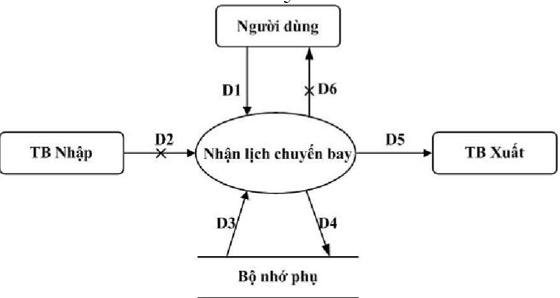 Người dùng
D1
D6
D2
TB Nhập
Nhận lịch chuyến bay
D5
TB Xuất
D3
D4
Bộ nhớ phụ